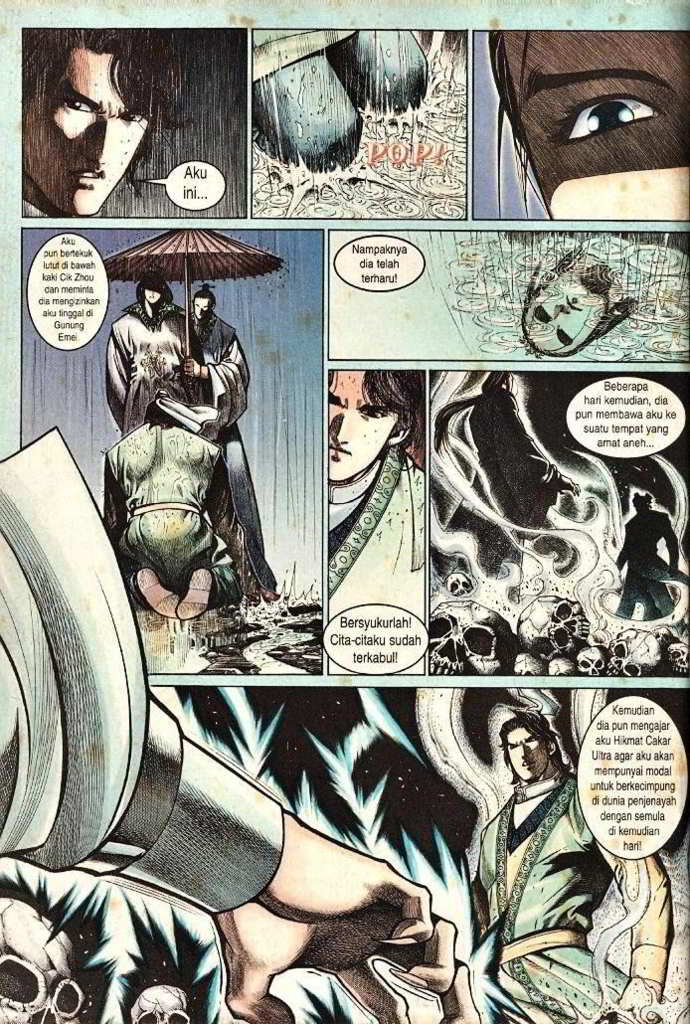 Aku
ini...
POP!
Aku
pun bertekuk
lutut di bawah
kaki Cik Zhou
dan meminta
dia mengizinkan
aku tinggal di
Gunung
Emei.
Nampaknya
dia telah
terharu!
Beberapa
hari kemudian, dia
pun membawa aku ke
suatu tempat yang
amat aneh...
Bersyukurlah!
Cita-citaku sudah
terkabul!
Kemudian
dia pun mengajar
aku Hikmat Cakar
Ultra agar aku akan
mempunyai modal
untuk berkecimpung
di dunia penjenayah
dengan semula
di kemudian
hari!